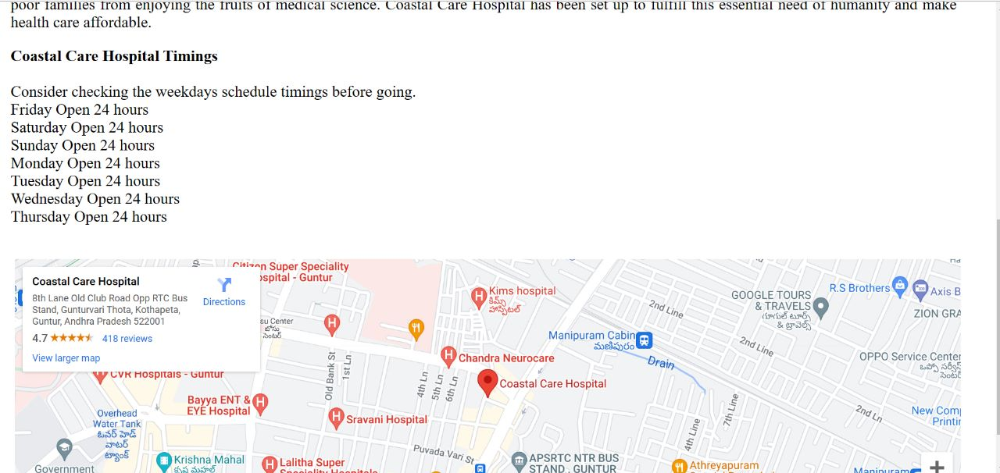 poor families from enjoying the fruits of medical science. Coastal Care Hospital has been set up to fulfill this essential need of humanity and make
health care affordable.
Coastal Care Hospital Timings
Consider checking the weekdays schedule timings before going.
Friday Open 24 hours
Saturday Open 24 hours
Sunday Open 24 hours
Monday Open 24 hours
Tuesday Open 24 hours
Wednesday Open 24 hours
Thursday Open 24 hours
Coastal Care Hospital
8th Lane Old Club Road Opp RTC Bus
Stand, Gunturvari Thota, Kothapeta,
Guntur, Andhra Pradesh 522001
4.7
418 reviews
View larger map
Directions
Citizen Super Speciality
Hospital - Guntur
su Center
Kims hospital
కిమ్స్
హాస్పిటల్
2nd Line
GOOGLE TOURS
& TRAVELS
గూగుల్ టూర్స్
& ట్రావెల్స్
R.S Brothers
Axis B
ZION GRA
Manipuram Cabin
మణిపురం
Drain
2nd Line
OPPO Service Center
Chandra Neurocare
Coastal Care Hospital
Old Bank St
1st Ln
4th Ln
5th Ln
6th Ln
CVR Hospitals - Guntur
Bayya ENT &
EYE Hospital
Sravani Hospital
Overhead
Water Tank
ఓవర్ హెడ్
వాటర్
ట్యాంక్
7th Line
4th Line
2nd Ln
New Comp
Printin
Puvada Vari St
Krishna Mahal
కృష్ణ మహల్
Lalitha Super
Speciality Hospitals
APSRTC NTR BUS
STAND , GUNTUR
Athreyapuram
Manipuram
Government